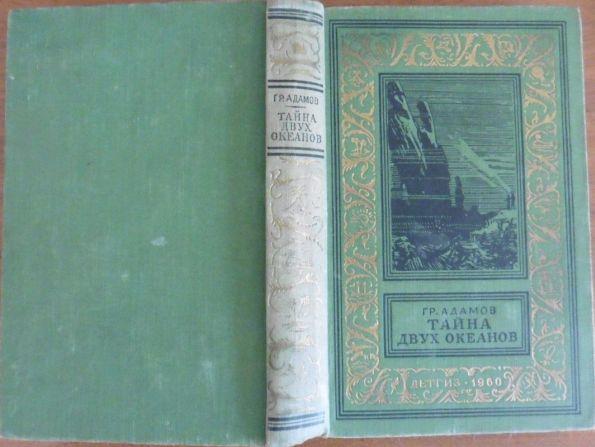 ГР. АДАМОВ
ТАЙНА
ДВУХ
ОКЕАНОВ
ГР. АДАМОВ
ТАЙНА
ДВУХ ОКЕАНОВ
ДЕТГИЗ · 1960